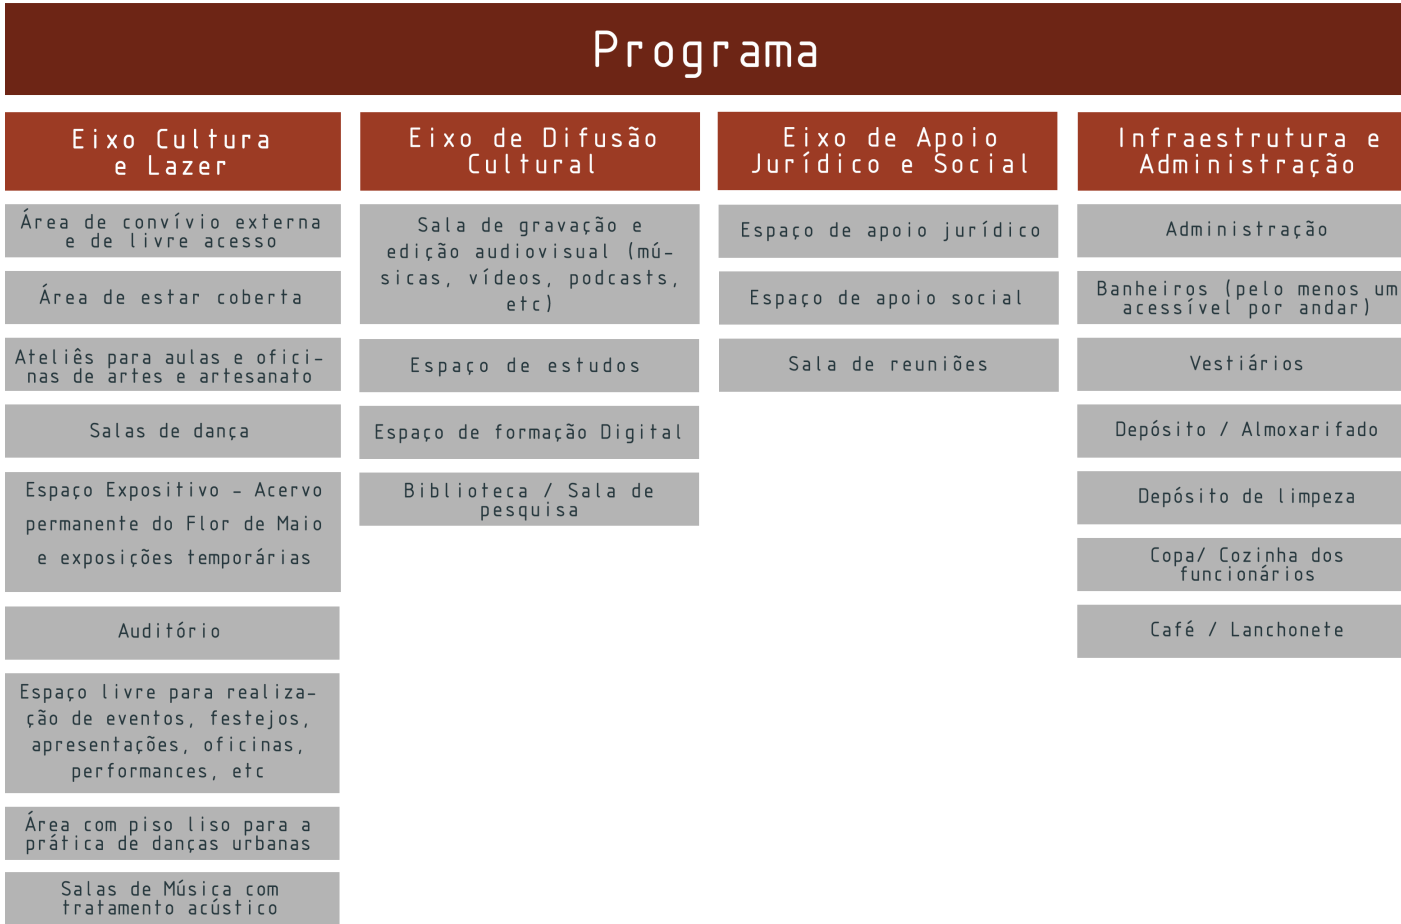 Programa
Eixo Cultura
e Lazer
Área de convívio externa
e de livre acesso
Área de estar coberta
Ateliês para aulas e ofici-
nas de artes e artesanato
Salas de dança
Espaço Expositivo - Acervo
permanente do Flor de Maio
e exposições temporárias
Auditório
Espaço livre para realiza-
ção de eventos, festejos,
apresentações, oficinas,
performances, etc
Área com piso liso para a
prática de danças urbanas
Salas de Música com
tratamento acústico
Eixo de Difusão
Cultural
Sala de gravação e
edição audiovisual (mú-
sicas, vídeos, podcasts,
etc)
Espaço de estudos
Espaço de formação Digital
Biblioteca / Sala de
pesquisa
Eixo de Apoio
Jurídico e Social
Espaço de apoio jurídico
Espaço de apoio social
Sala de reuniões
Infraestrutura e
Administração
Administração
Banheiros (pelo menos um
acessível por andar)
Vestiários
Depósito / Almoxarifado
Depósito de limpeza
Copa/ Cozinha dos
funcionários
Café / Lanchonete